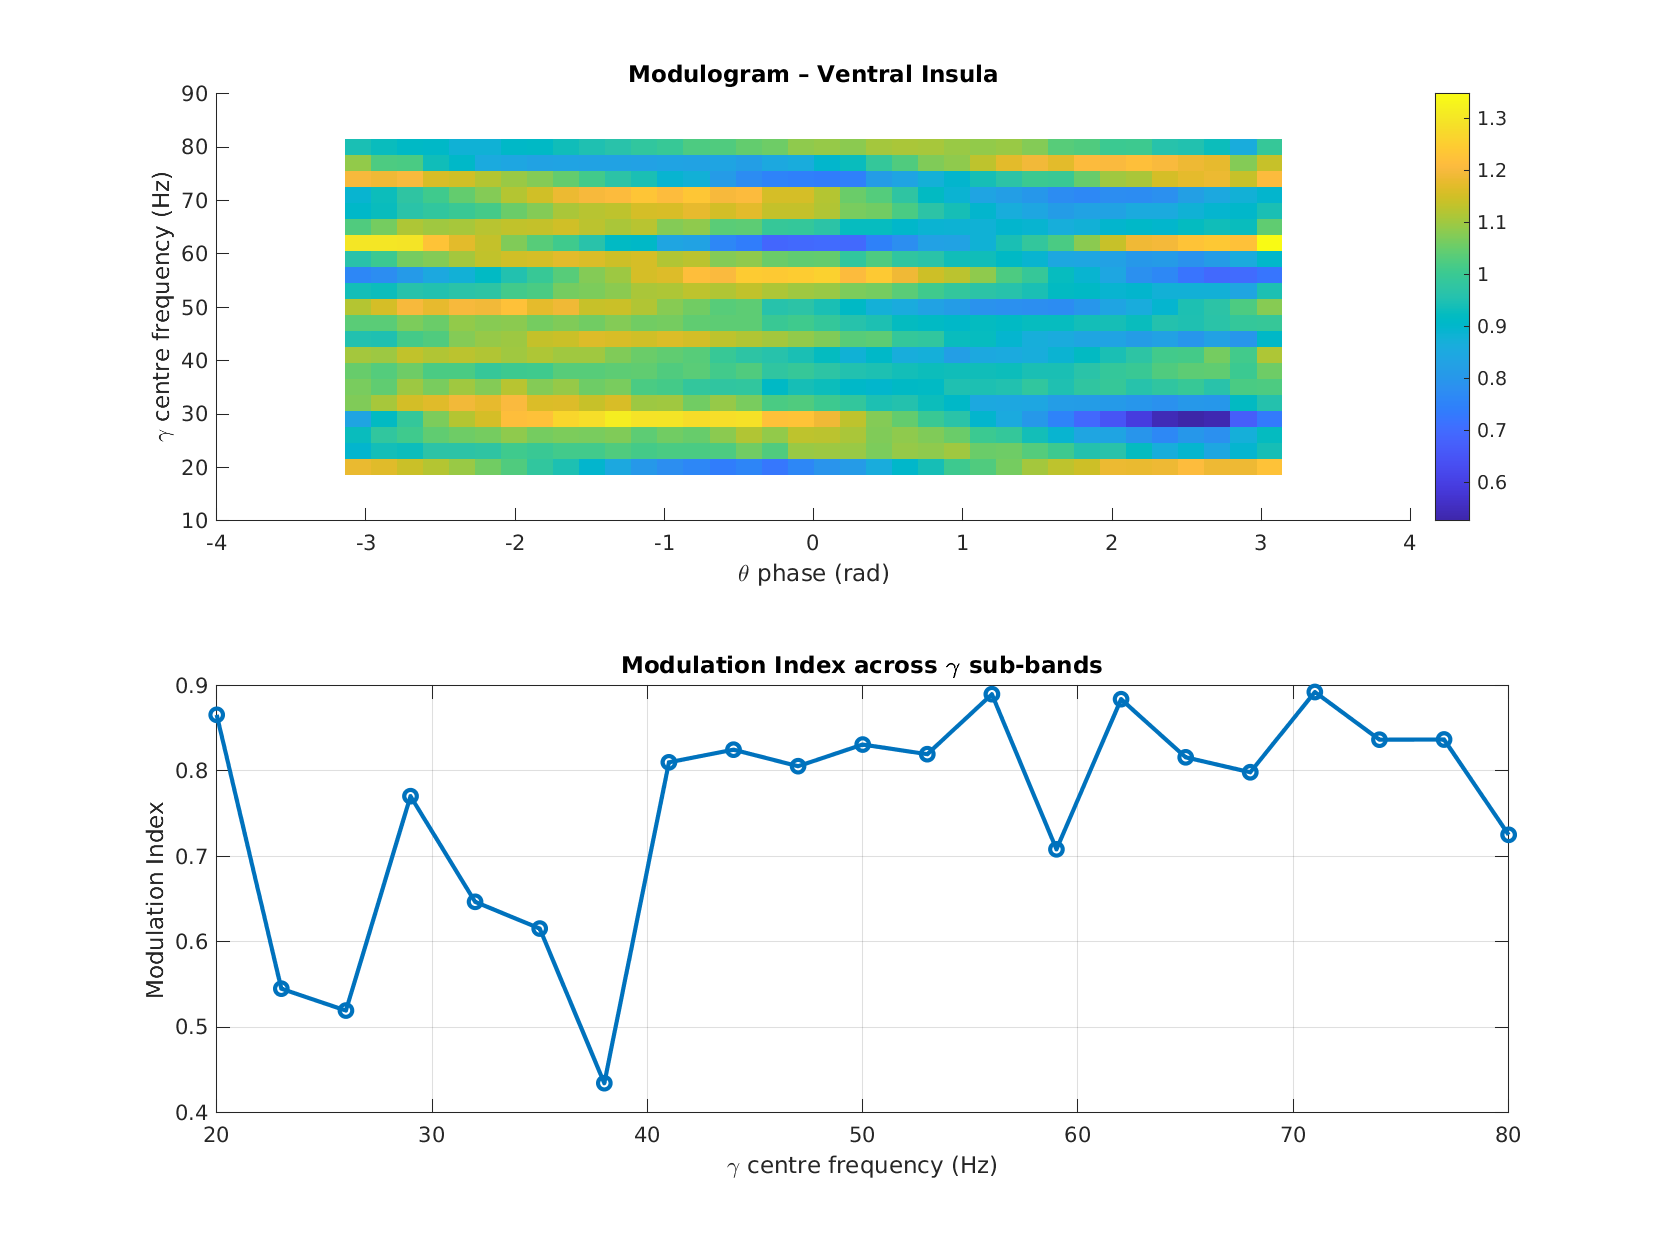 Modulogram – Ventral Insula
γ centre frequency (Hz)
90
80
70
60
50
40
30
20
10
-4 -3 -2 -1 0 1 2 3 4
θ phase (rad)
1.3
1.2
1.1
1
0.9
0.8
0.7
0.6
Modulation Index across γ sub-bands
Modulation Index
0.9
0.8
0.7
0.6
0.5
0.4
20 30 40 50 60 70 80
γ centre frequency (Hz)